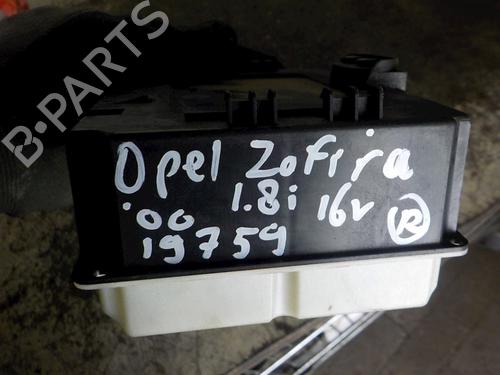 B-PARTS
Opel Zafira
'00 1.8i 16v R
19759